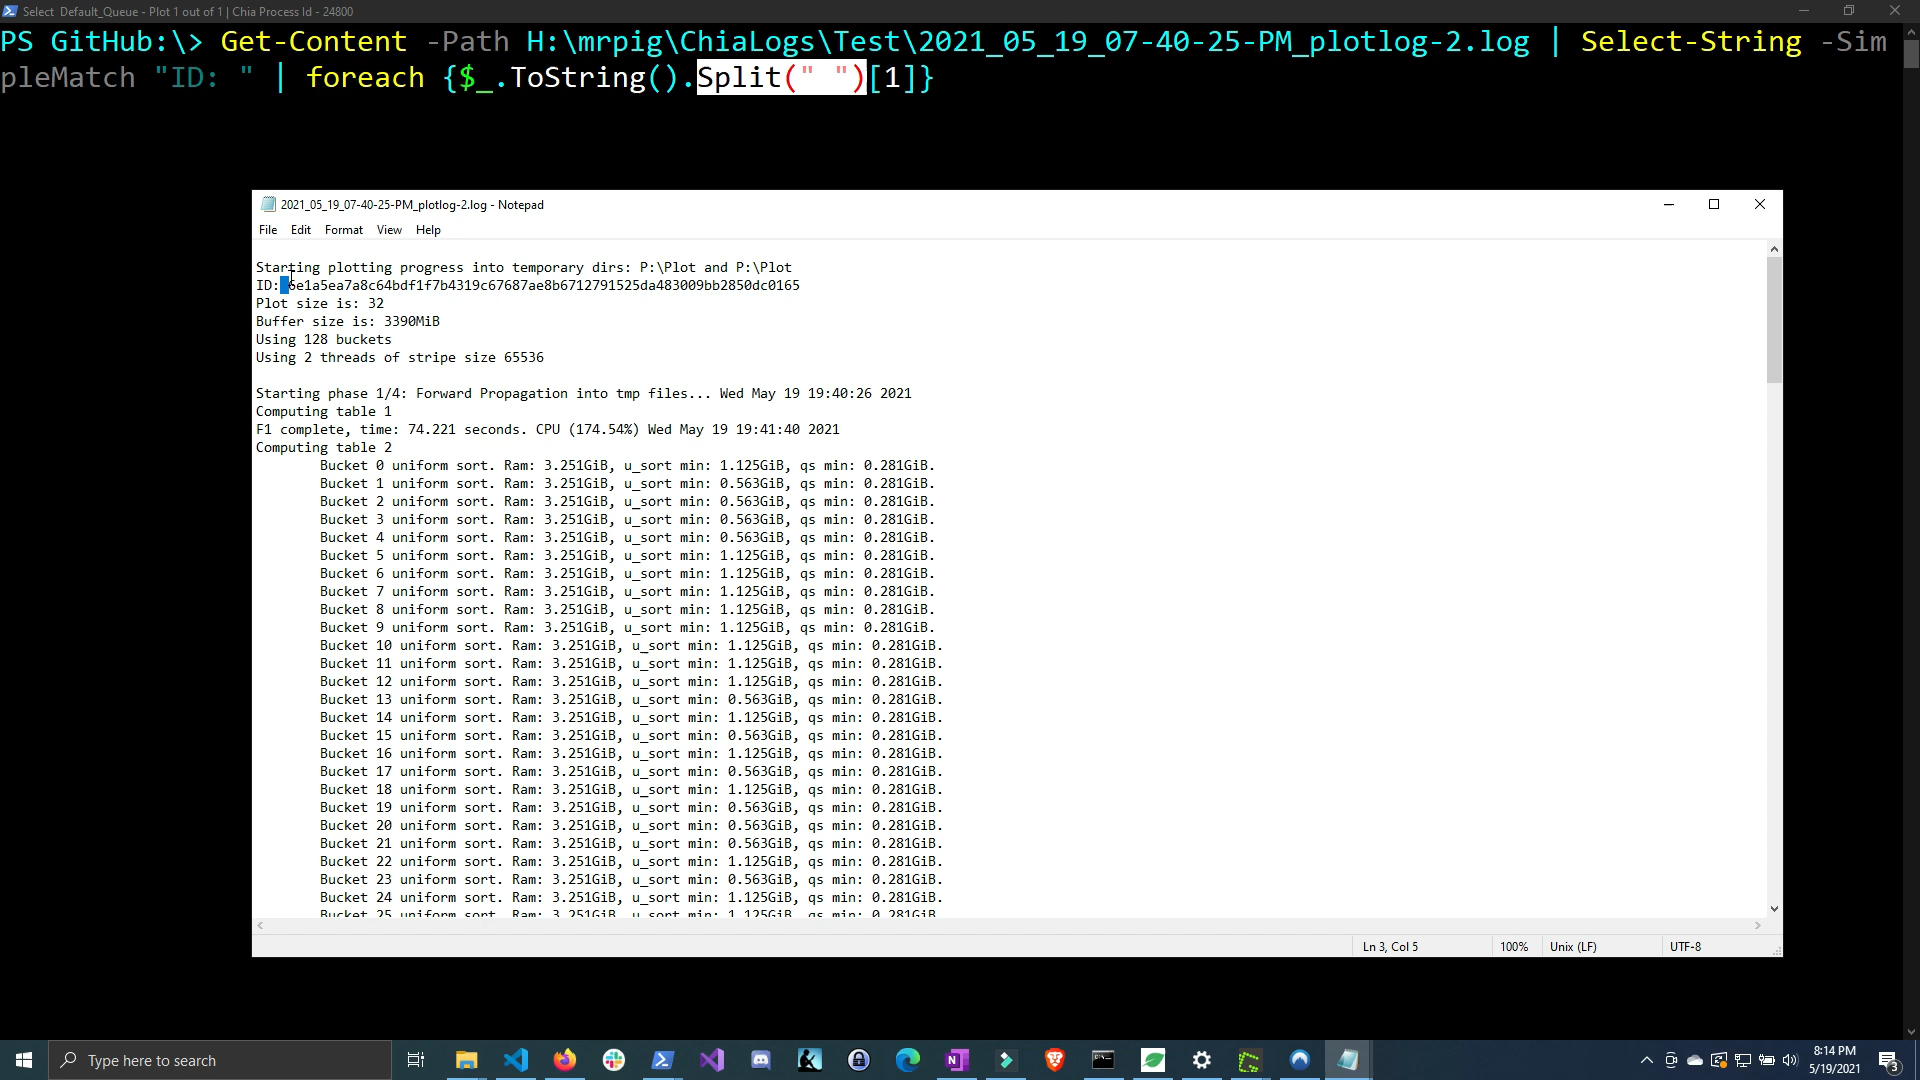 Select Default_Queue - Plot 1 out of 1 | Chia Process Id - 24800
PS GitHub:\> Get-Content -Path H:\mrpig\ChiaLogs\Test\2021_05_19_07-40-25-PM_plotlog-2.log | Select-String -Sim
pleMatch "ID: " | foreach {$_.ToString().Split(" ")[1]}
2021_05_19_07-40-25-PM_plotlog-2.log - Notepad
File Edit Format View Help
Starting plotting progress into temporary dirs: P:\Plot and P:\Plot
ID: 6e1a5ea7a8c64bdf1f7b4319c67687ae8b6712791525da483009bb2850dc0165
Plot size is: 32
Buffer size is: 3390MiB
Using 128 buckets
Using 2 threads of stripe size 65536
Starting phase 1/4: Forward Propagation into tmp files... Wed May 19 19:40:26 2021
Computing table 1
F1 complete, time: 74.221 seconds. CPU (174.54%) Wed May 19 19:41:40 2021
Computing table 2
Bucket 0 uniform sort. Ram: 3.251GiB, u_sort min: 1.125GiB, qs min: 0.281GiB.
Bucket 1 uniform sort. Ram: 3.251GiB, u_sort min: 0.563GiB, qs min: 0.281GiB.
Bucket 2 uniform sort. Ram: 3.251GiB, u_sort min: 0.563GiB, qs min: 0.281GiB.
Bucket 3 uniform sort. Ram: 3.251GiB, u_sort min: 0.563GiB, qs min: 0.281GiB.
Bucket 4 uniform sort. Ram: 3.251GiB, u_sort min: 0.563GiB, qs min: 0.281GiB.
Bucket 5 uniform sort. Ram: 3.251GiB, u_sort min: 1.125GiB, qs min: 0.281GiB.
Bucket 6 uniform sort. Ram: 3.251GiB, u_sort min: 1.125GiB, qs min: 0.281GiB.
Bucket 7 uniform sort. Ram: 3.251GiB, u_sort min: 1.125GiB, qs min: 0.281GiB.
Bucket 8 uniform sort. Ram: 3.251GiB, u_sort min: 1.125GiB, qs min: 0.281GiB.
Bucket 9 uniform sort. Ram: 3.251GiB, u_sort min: 1.125GiB, qs min: 0.281GiB.
Bucket 10 uniform sort. Ram: 3.251GiB, u_sort min: 1.125GiB, qs min: 0.281GiB.
Bucket 11 uniform sort. Ram: 3.251GiB, u_sort min: 1.125GiB, qs min: 0.281GiB.
Bucket 12 uniform sort. Ram: 3.251GiB, u_sort min: 1.125GiB, qs min: 0.281GiB.
Bucket 13 uniform sort. Ram: 3.251GiB, u_sort min: 0.563GiB, qs min: 0.281GiB.
Bucket 14 uniform sort. Ram: 3.251GiB, u_sort min: 1.125GiB, qs min: 0.281GiB.
Bucket 15 uniform sort. Ram: 3.251GiB, u_sort min: 0.563GiB, qs min: 0.281GiB.
Bucket 16 uniform sort. Ram: 3.251GiB, u_sort min: 1.125GiB, qs min: 0.281GiB.
Bucket 17 uniform sort. Ram: 3.251GiB, u_sort min: 0.563GiB, qs min: 0.281GiB.
Bucket 18 uniform sort. Ram: 3.251GiB, u_sort min: 1.125GiB, qs min: 0.281GiB.
Bucket 19 uniform sort. Ram: 3.251GiB, u_sort min: 0.563GiB, qs min: 0.281GiB.
Bucket 20 uniform sort. Ram: 3.251GiB, u_sort min: 0.563GiB, qs min: 0.281GiB.
Bucket 21 uniform sort. Ram: 3.251GiB, u_sort min: 0.563GiB, qs min: 0.281GiB.
Bucket 22 uniform sort. Ram: 3.251GiB, u_sort min: 1.125GiB, qs min: 0.281GiB.
Bucket 23 uniform sort. Ram: 3.251GiB, u_sort min: 0.563GiB, qs min: 0.281GiB.
Bucket 24 uniform sort. Ram: 3.251GiB, u_sort min: 1.125GiB, qs min: 0.281GiB.
Bucket 25 uniform sort. Ram: 3.251GiB, u_sort min: 1.125GiB, qs min: 0.281GiB.
Ln 3, Col 5 100% Unix (LF) UTF-8
Type here to search
8:14 PM
5/19/2021
3